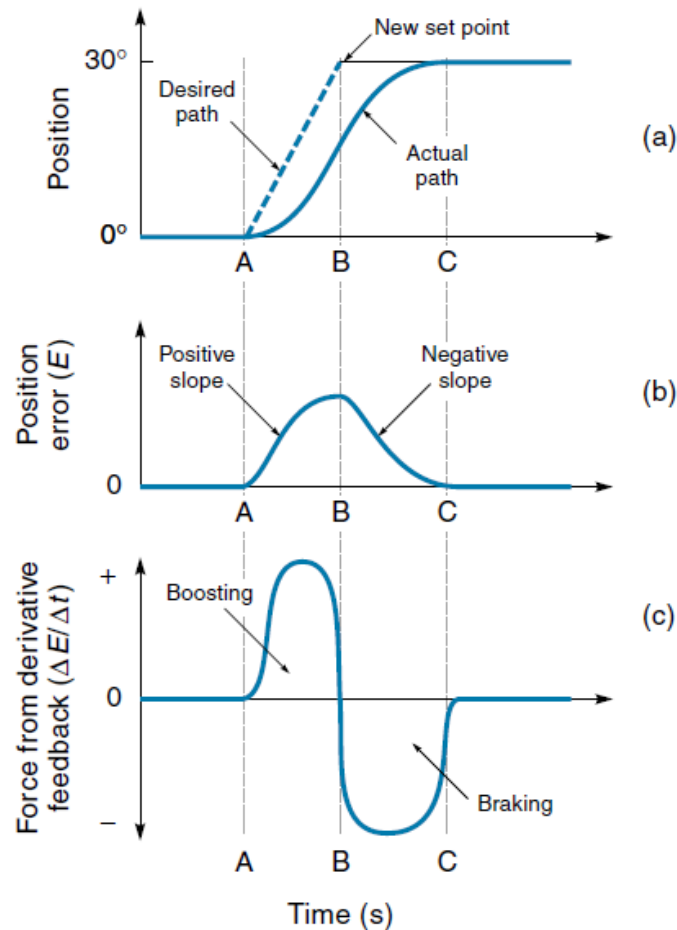 New set point
30°
Desired
path
Position
(a)
Actual
path
0°
A B C
Position
error (E)
Positive
slope
Negative
slope
(b)
0
A B C
Force from derivative
feedback (ΔE/Δt)
+
Boosting
(c)
0
Braking
–
A B C
Time (s)